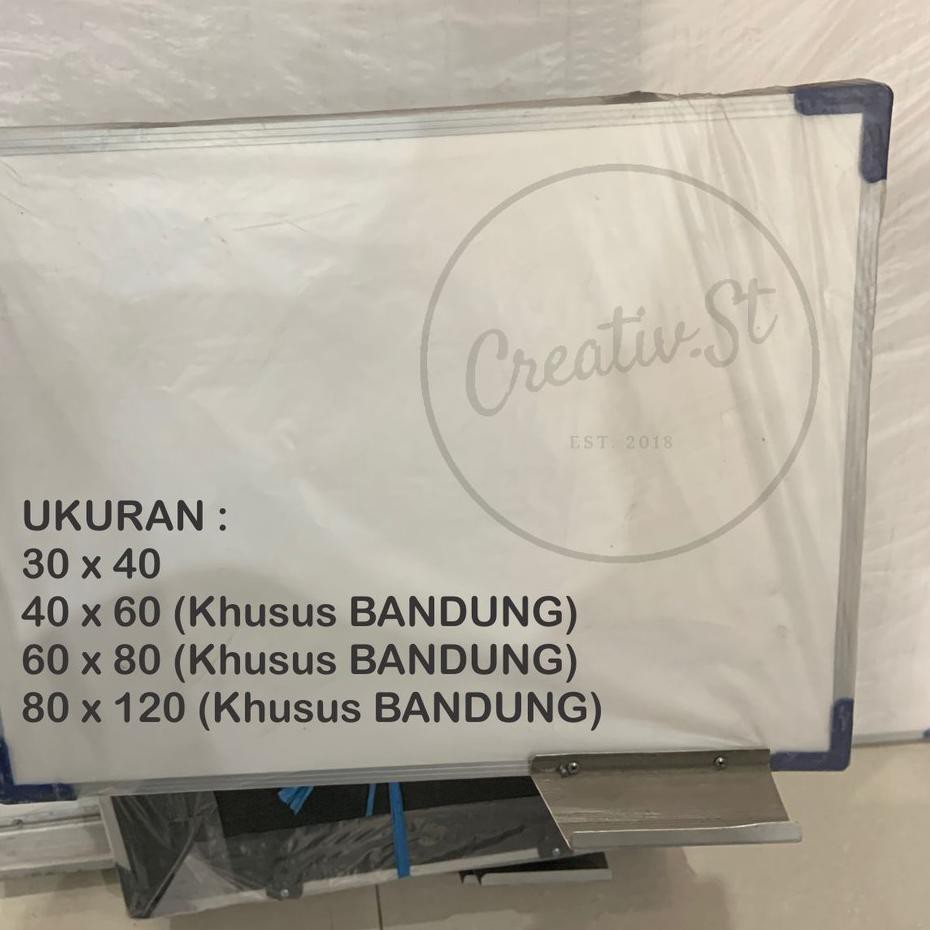 Creativ.St
EST. 2018
UKURAN :
30 x 40
40 x 60 (Khusus BANDUNG)
60 x 80 (Khusus BANDUNG)
80 x 120 (Khusus BANDUNG)